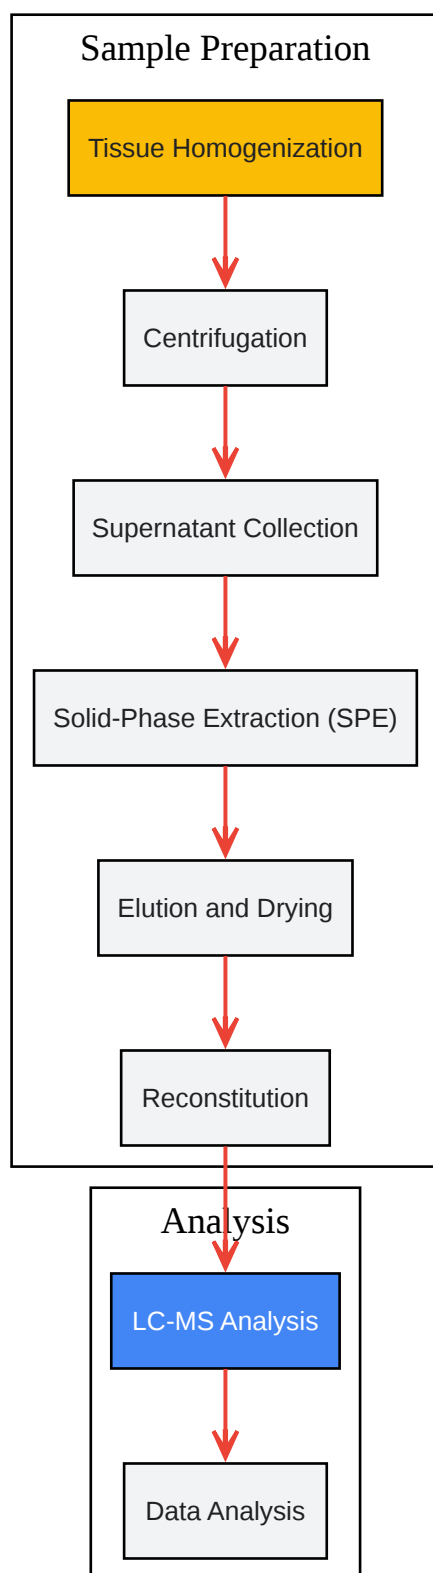 Sample Preparation
Tissue Homogenization
Centrifugation
Supernatant Collection
Solid-Phase Extraction (SPE)
Elution and Drying
Reconstitution
Analysis
LC-MS Analysis
Data Analysis